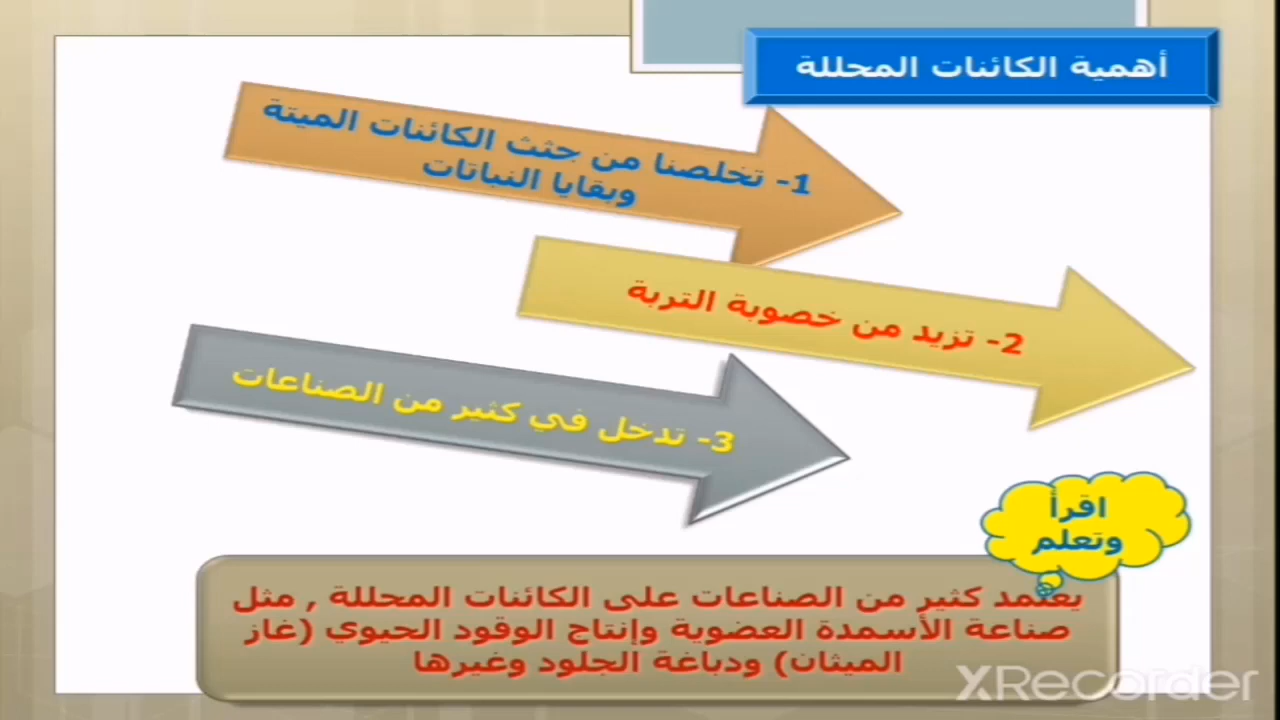 أهمية الكائنات المحللة
1- تخلصنا من جثث الكائنات الميتة
وبقايا النباتات
2- تزيد من خصوبة التربة
3- تدخل في كثير من الصناعات
اقرأ
وتعلم
يعتمد كثير من الصناعات على الكائنات المحللة , مثل
صناعة الأسمدة العضوية وإنتاج الوقود الحيوي (غاز
الميثان) ودباغة الجلود وغيرها
XRecorder